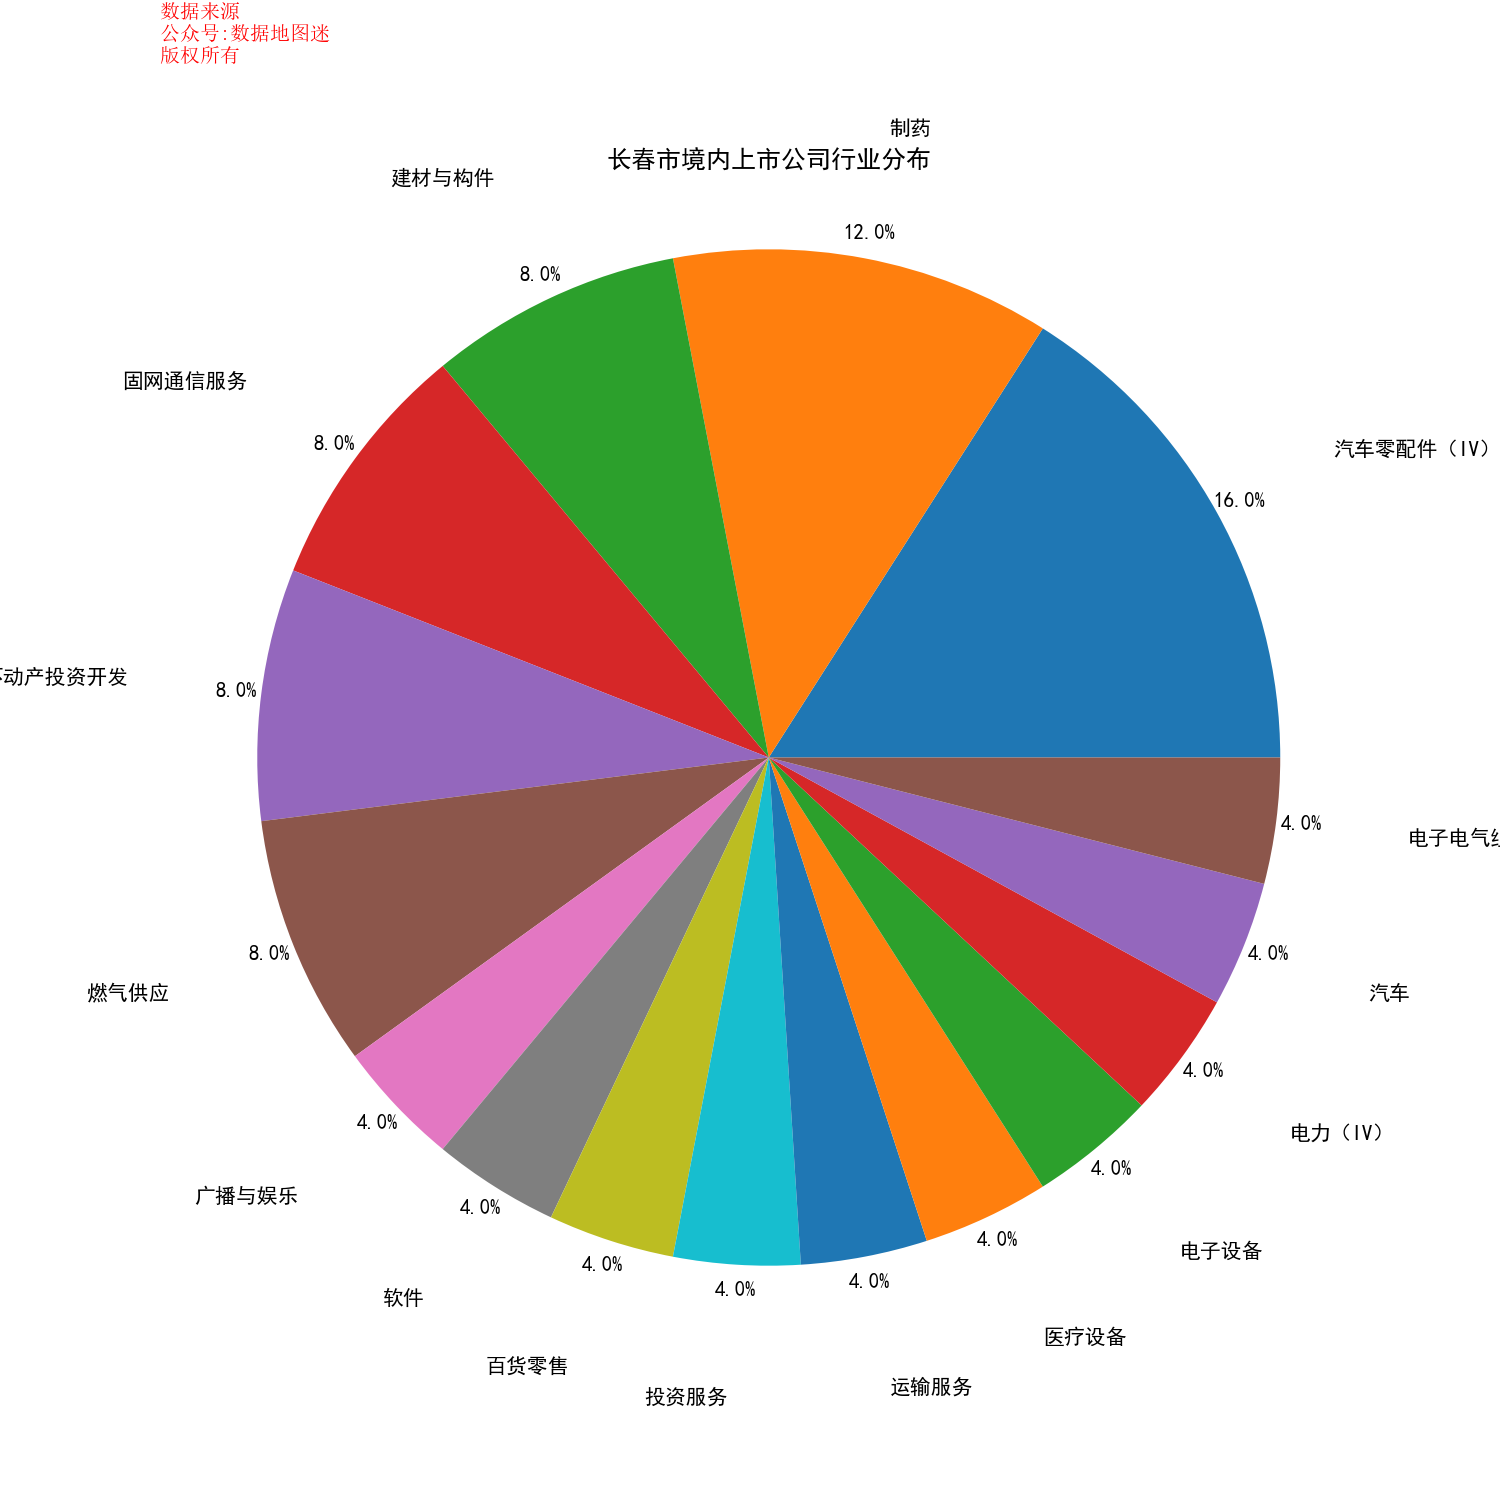 数据来源
公众号:数据地图迷
版权所有
制药
长春市境内上市公司行业分布
建材与构件
12.0%
8.0%
固网通信服务
8.0%
汽车零配件（IV）
16.0%
动产投资开发
8.0%
4.0%
电子电气
燃气供应
8.0%
4.0%
汽车
4.0%
电力（IV）
4.0%
广播与娱乐
4.0%
4.0%
电子设备
4.0%
4.0%
4.0%
4.0%
软件
医疗设备
百货零售
运输服务
投资服务